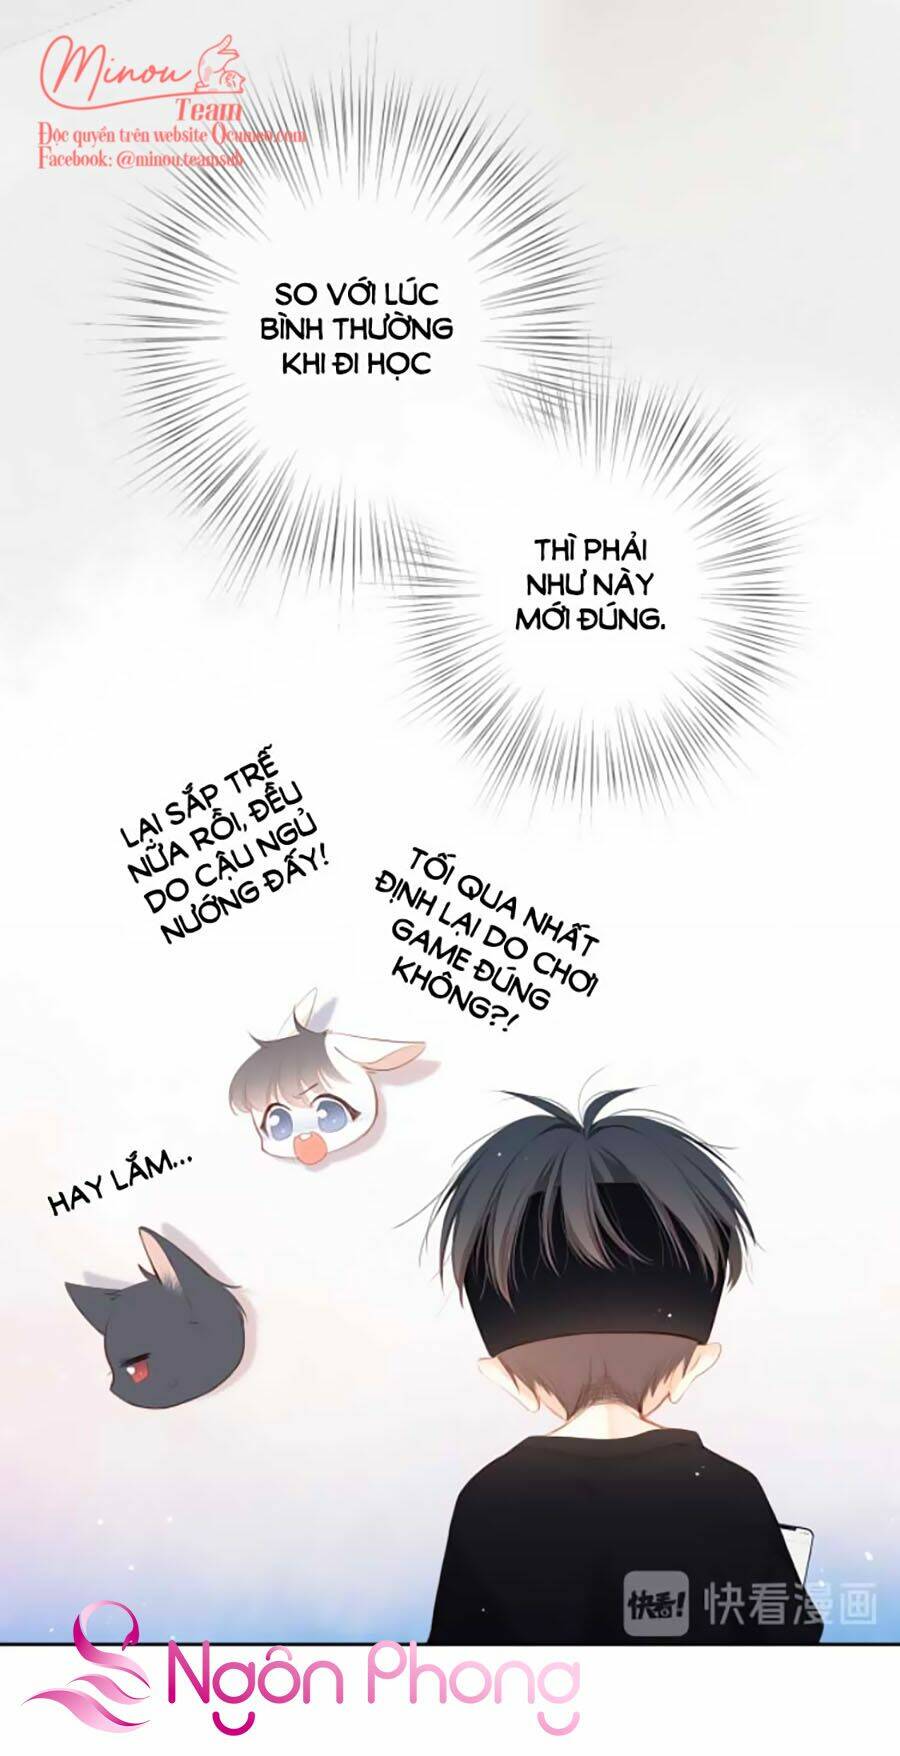 Minou
Team
Độc quyền trên website Ocumeo.com
Facebook: @minou.teamsub
SO VỚI LÚC
BÌNH THƯỜNG
KHI ĐI HỌC
THÌ PHẢI
NHƯ NÀY
MỚI ĐÚNG.
LẠI SẮP TRỄ
NỮA RỒI, ĐỀU
DO CẬU NGỦ
NƯỚNG ĐẤY!
TỐI QUA NHẤT
ĐỊNH LẠI DO CHƠI
GAME ĐÚNG
KHÔNG?!
HAY LẮM...
快看! 快看漫画
Ngôn Phong